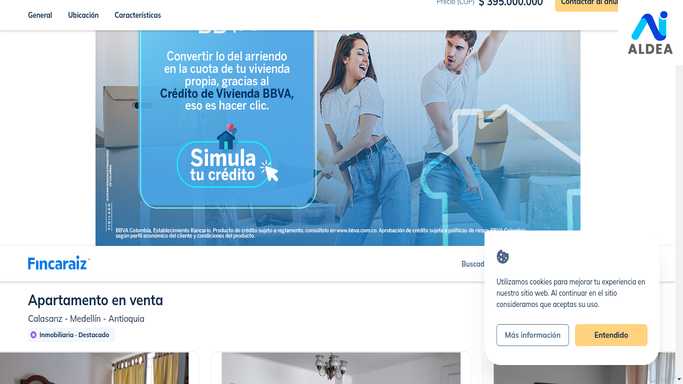 Precio (COP) $ 395.000.000
General Ubicación Características
ALDEA
Convertir lo del arriendo
en la cuota de tu vivienda
propia, gracias al
Crédito de Vivienda BBVA,
eso es hacer clic.
Simula
tu crédito
BBVA Colombia, Establecimiento Bancario. Producto de crédito sujeto a reglamento, consúltelo en www.bbva.com.co. Aprobación de crédito sujeta a políticas de riesgo BBVA Colombia
según perfil económico del cliente y condiciones del producto.
Fincaraiz
Apartamento en venta
Calasanz - Medellín - Antioquia
Inmobiliaria - Destacado
Utilizamos cookies para mejorar tu experiencia en
nuestro sitio web. Al continuar en el sitio
consideramos que aceptas su uso.
Más información Entendido